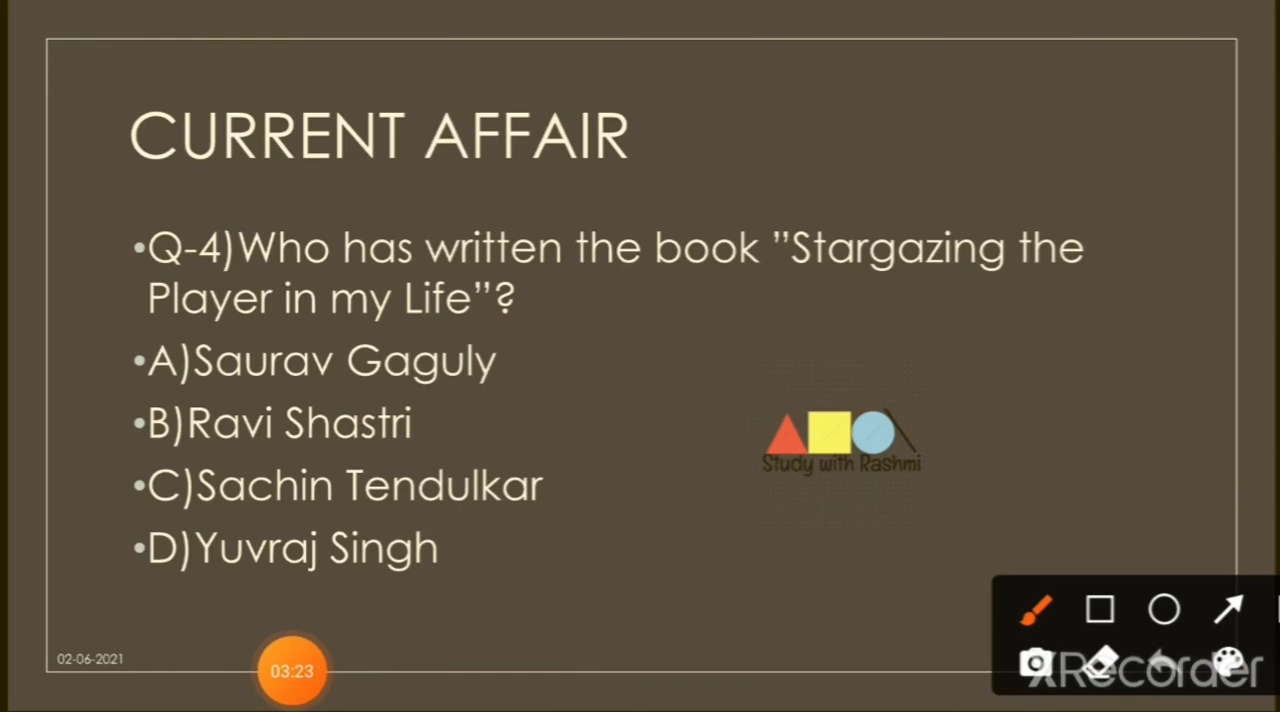 CURRENT AFFAIR
•Q-4)Who has written the book ”Stargazing the
Player in my Life”?
•A)Saurav Gaguly
•B)Ravi Shastri
•C)Sachin Tendulkar
•D)Yuvraj Singh
Study with Rashmi
02-06-2021
03:23
XRecorder